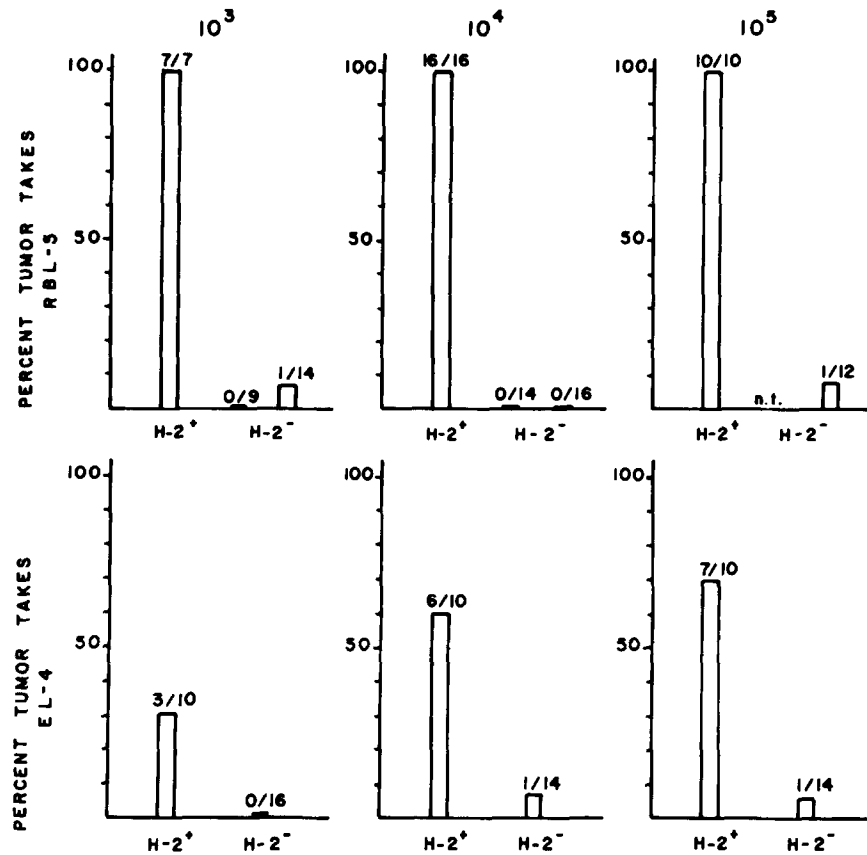 10³ 10⁴ 10⁵
PERCENT TUMOR TAKES
RBL-5
100
50
7/7
0/9
1/14
H-2⁺ H-2⁻
100
50
16/16
0/14
0/16
H-2⁺ H-2⁻
100
50
10/10
n.t.
1/12
H-2⁺ H-2⁻
PERCENT TUMOR TAKES
EL-4
100
50
3/10
0/16
H-2⁺ H-2⁻
100
50
6/10
1/14
H-2⁺ H-2⁻
100
50
7/10
1/14
H-2⁺ H-2⁻